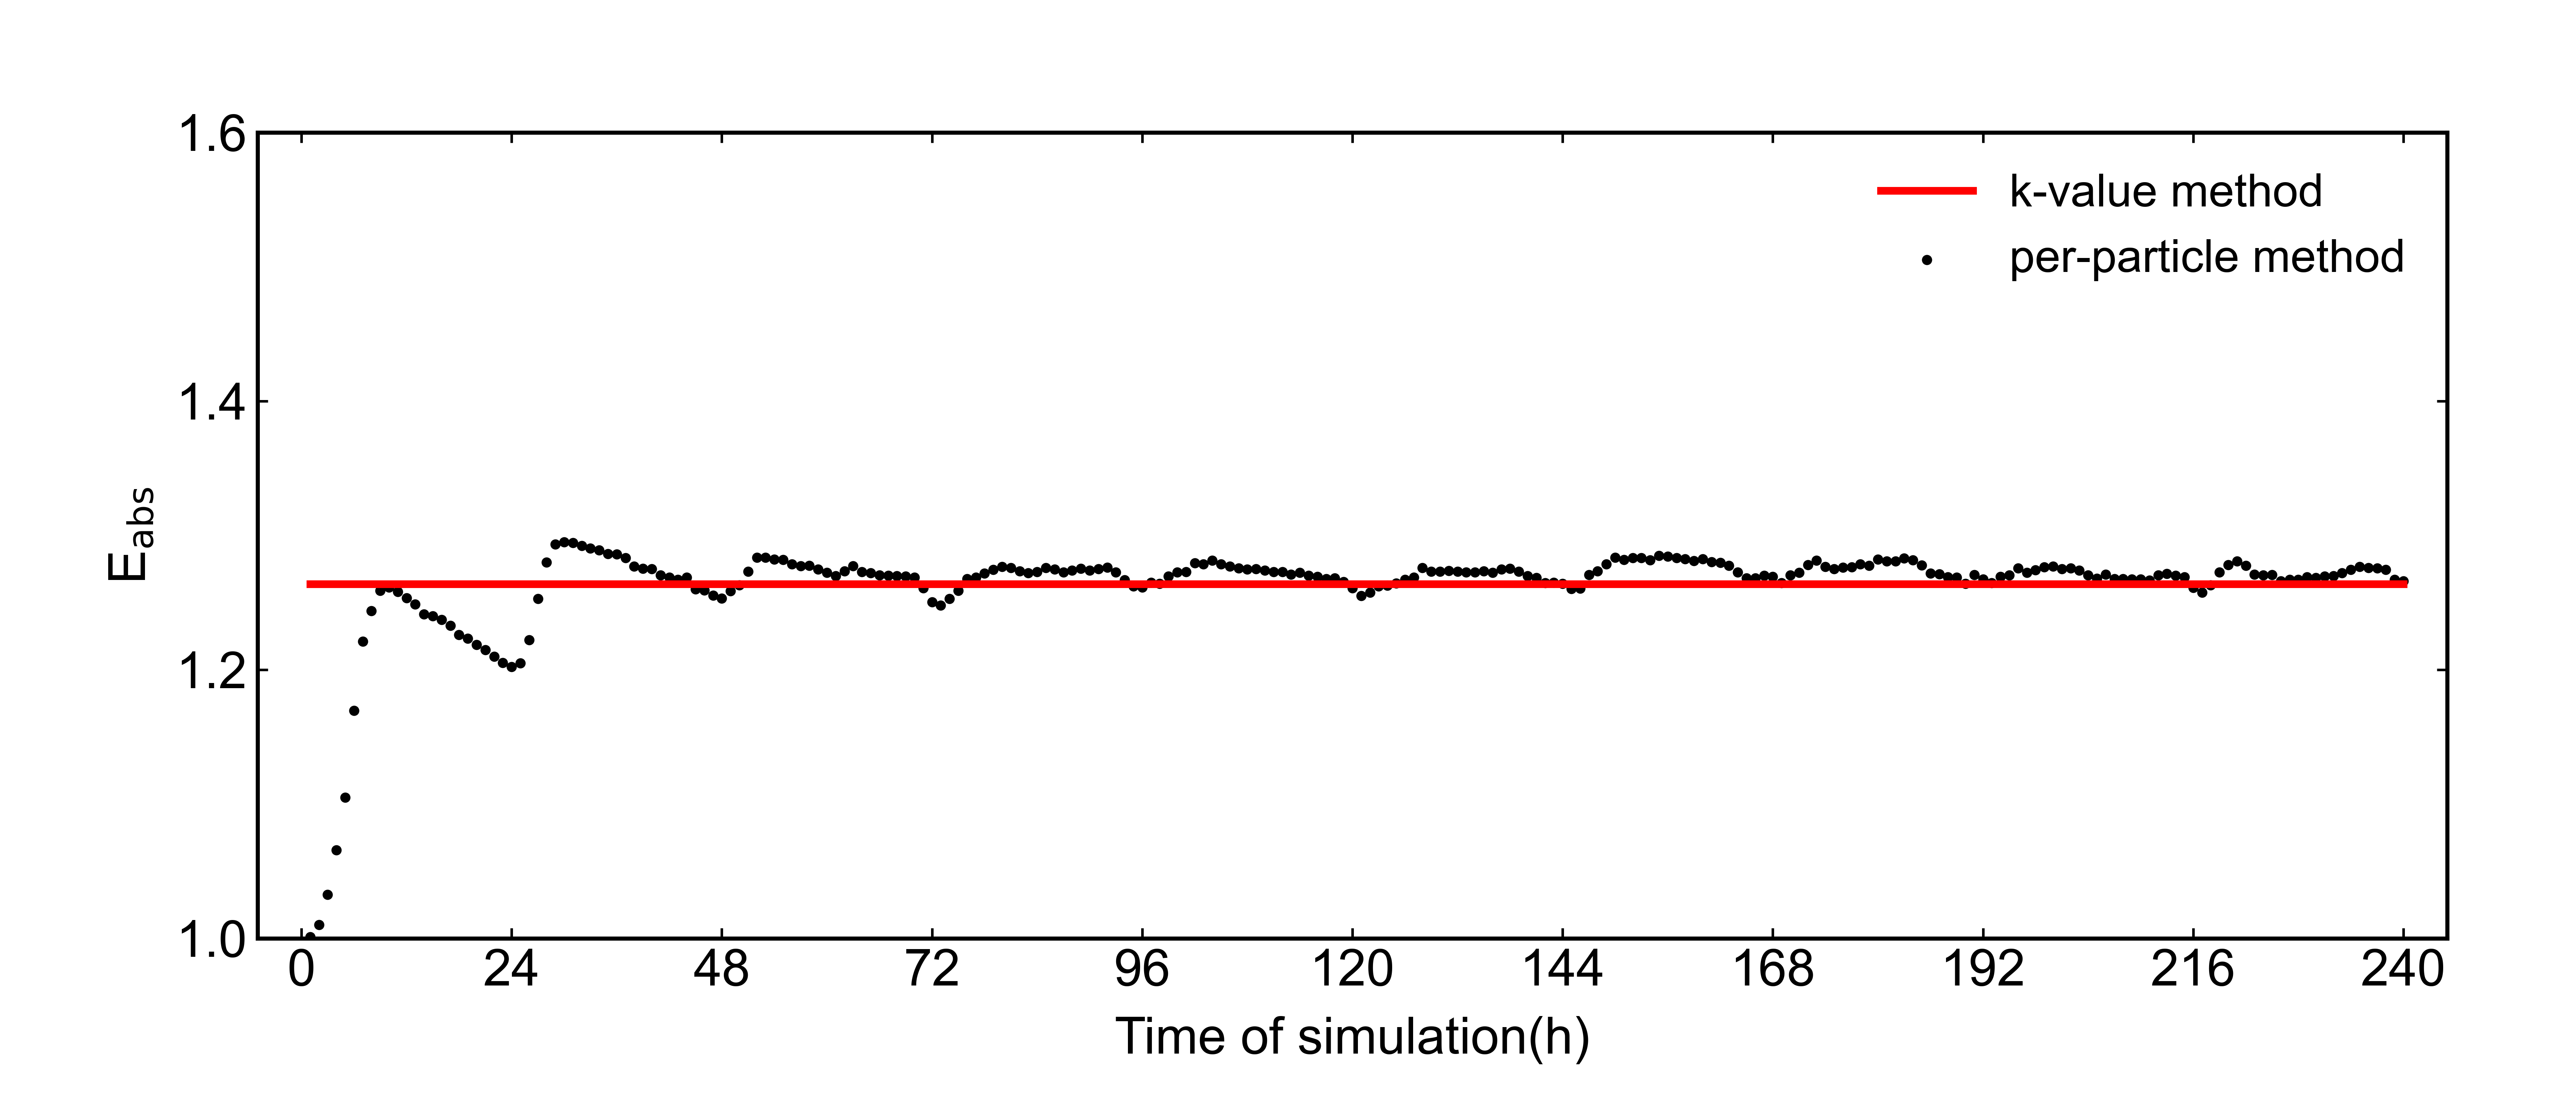 1.6
1.4
1.2
1.0
E_abs
k-value method
per-particle method
0 24 48 72 96 120 144 168 192 216 240
Time of simulation(h)